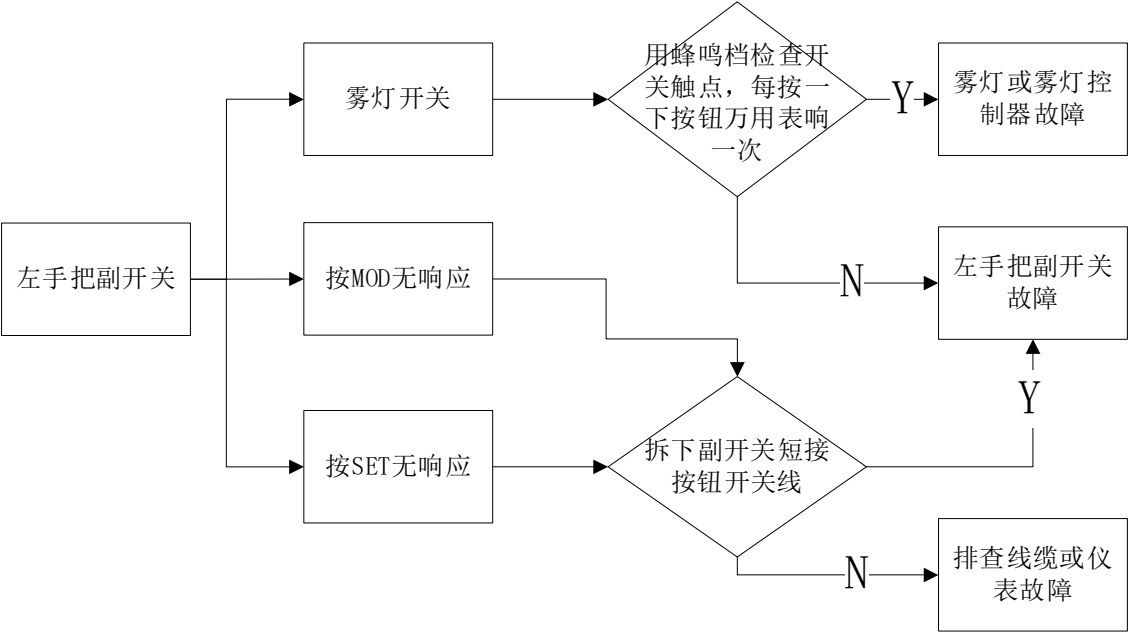 雾灯开关
用蜂鸣档检查开
关触点，每按一
下按钮万用表响
一次
Y
雾灯或雾灯控
制器故障
左手把副开关
按MOD无响应
N
左手把副开关
故障
Y
按SET无响应
拆下副开关短接
按钮开关线
N
排查线缆或仪
表故障